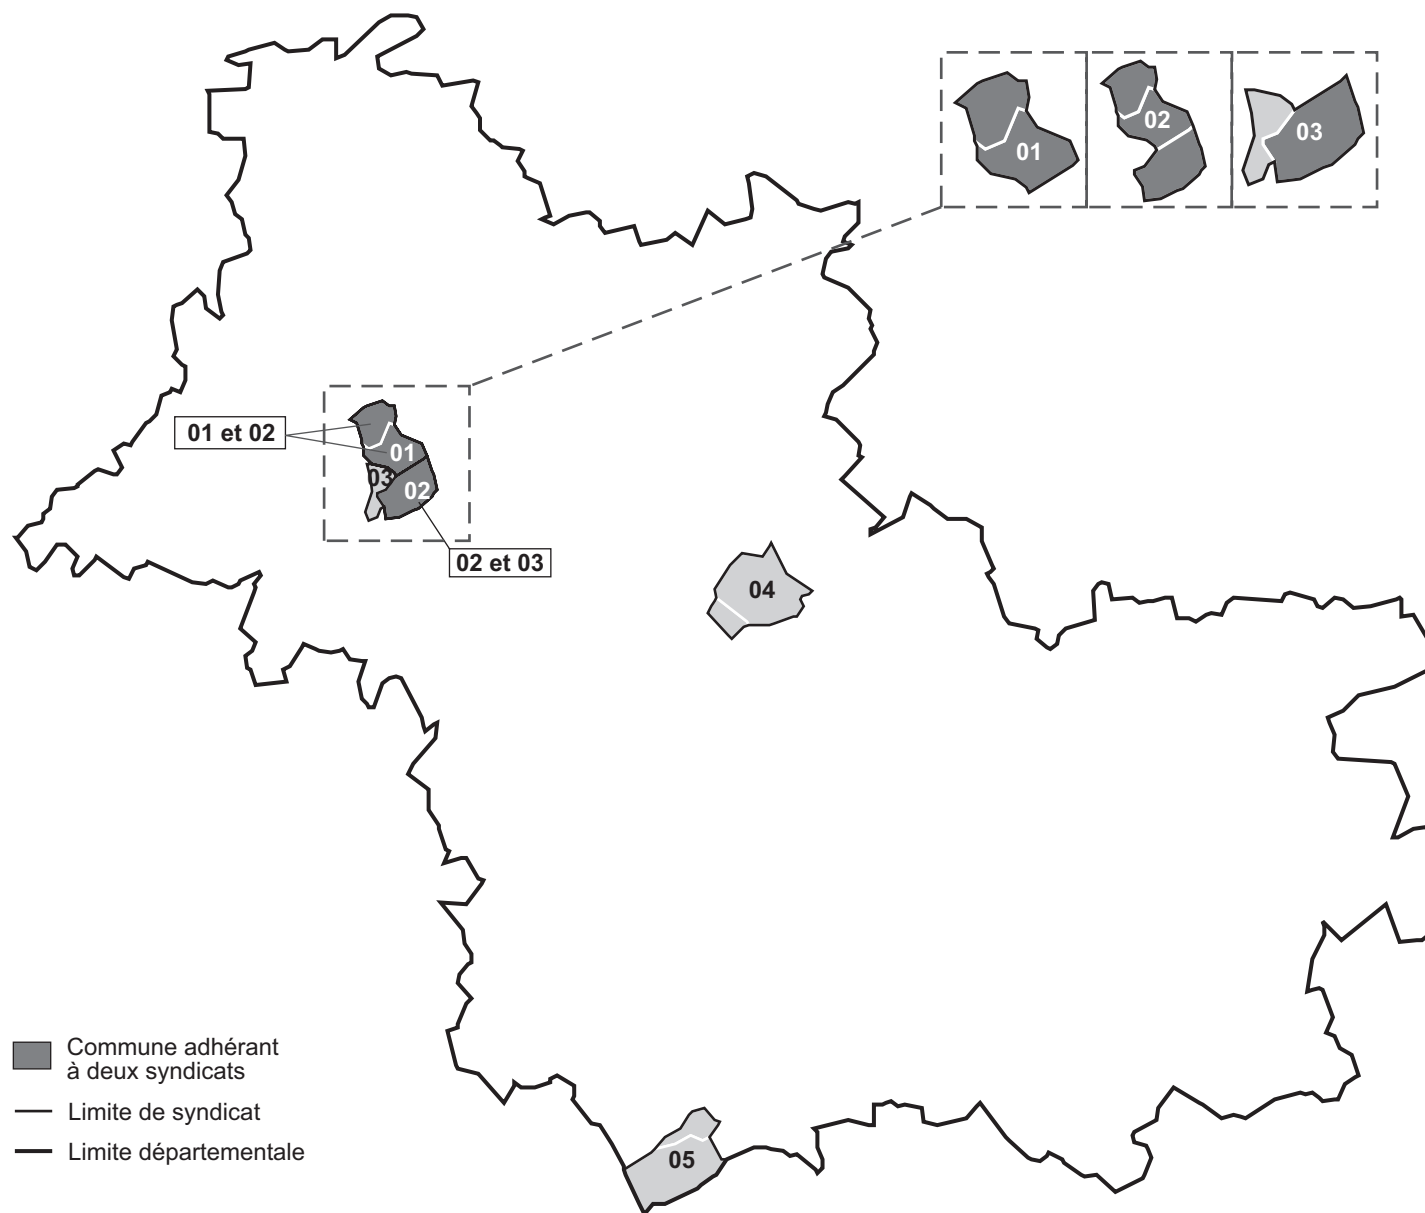 01
02
03
01 et 02
01
03
02
02 et 03
04
Commune adhérant
à deux syndicats
Limite de syndicat
Limite départementale
05